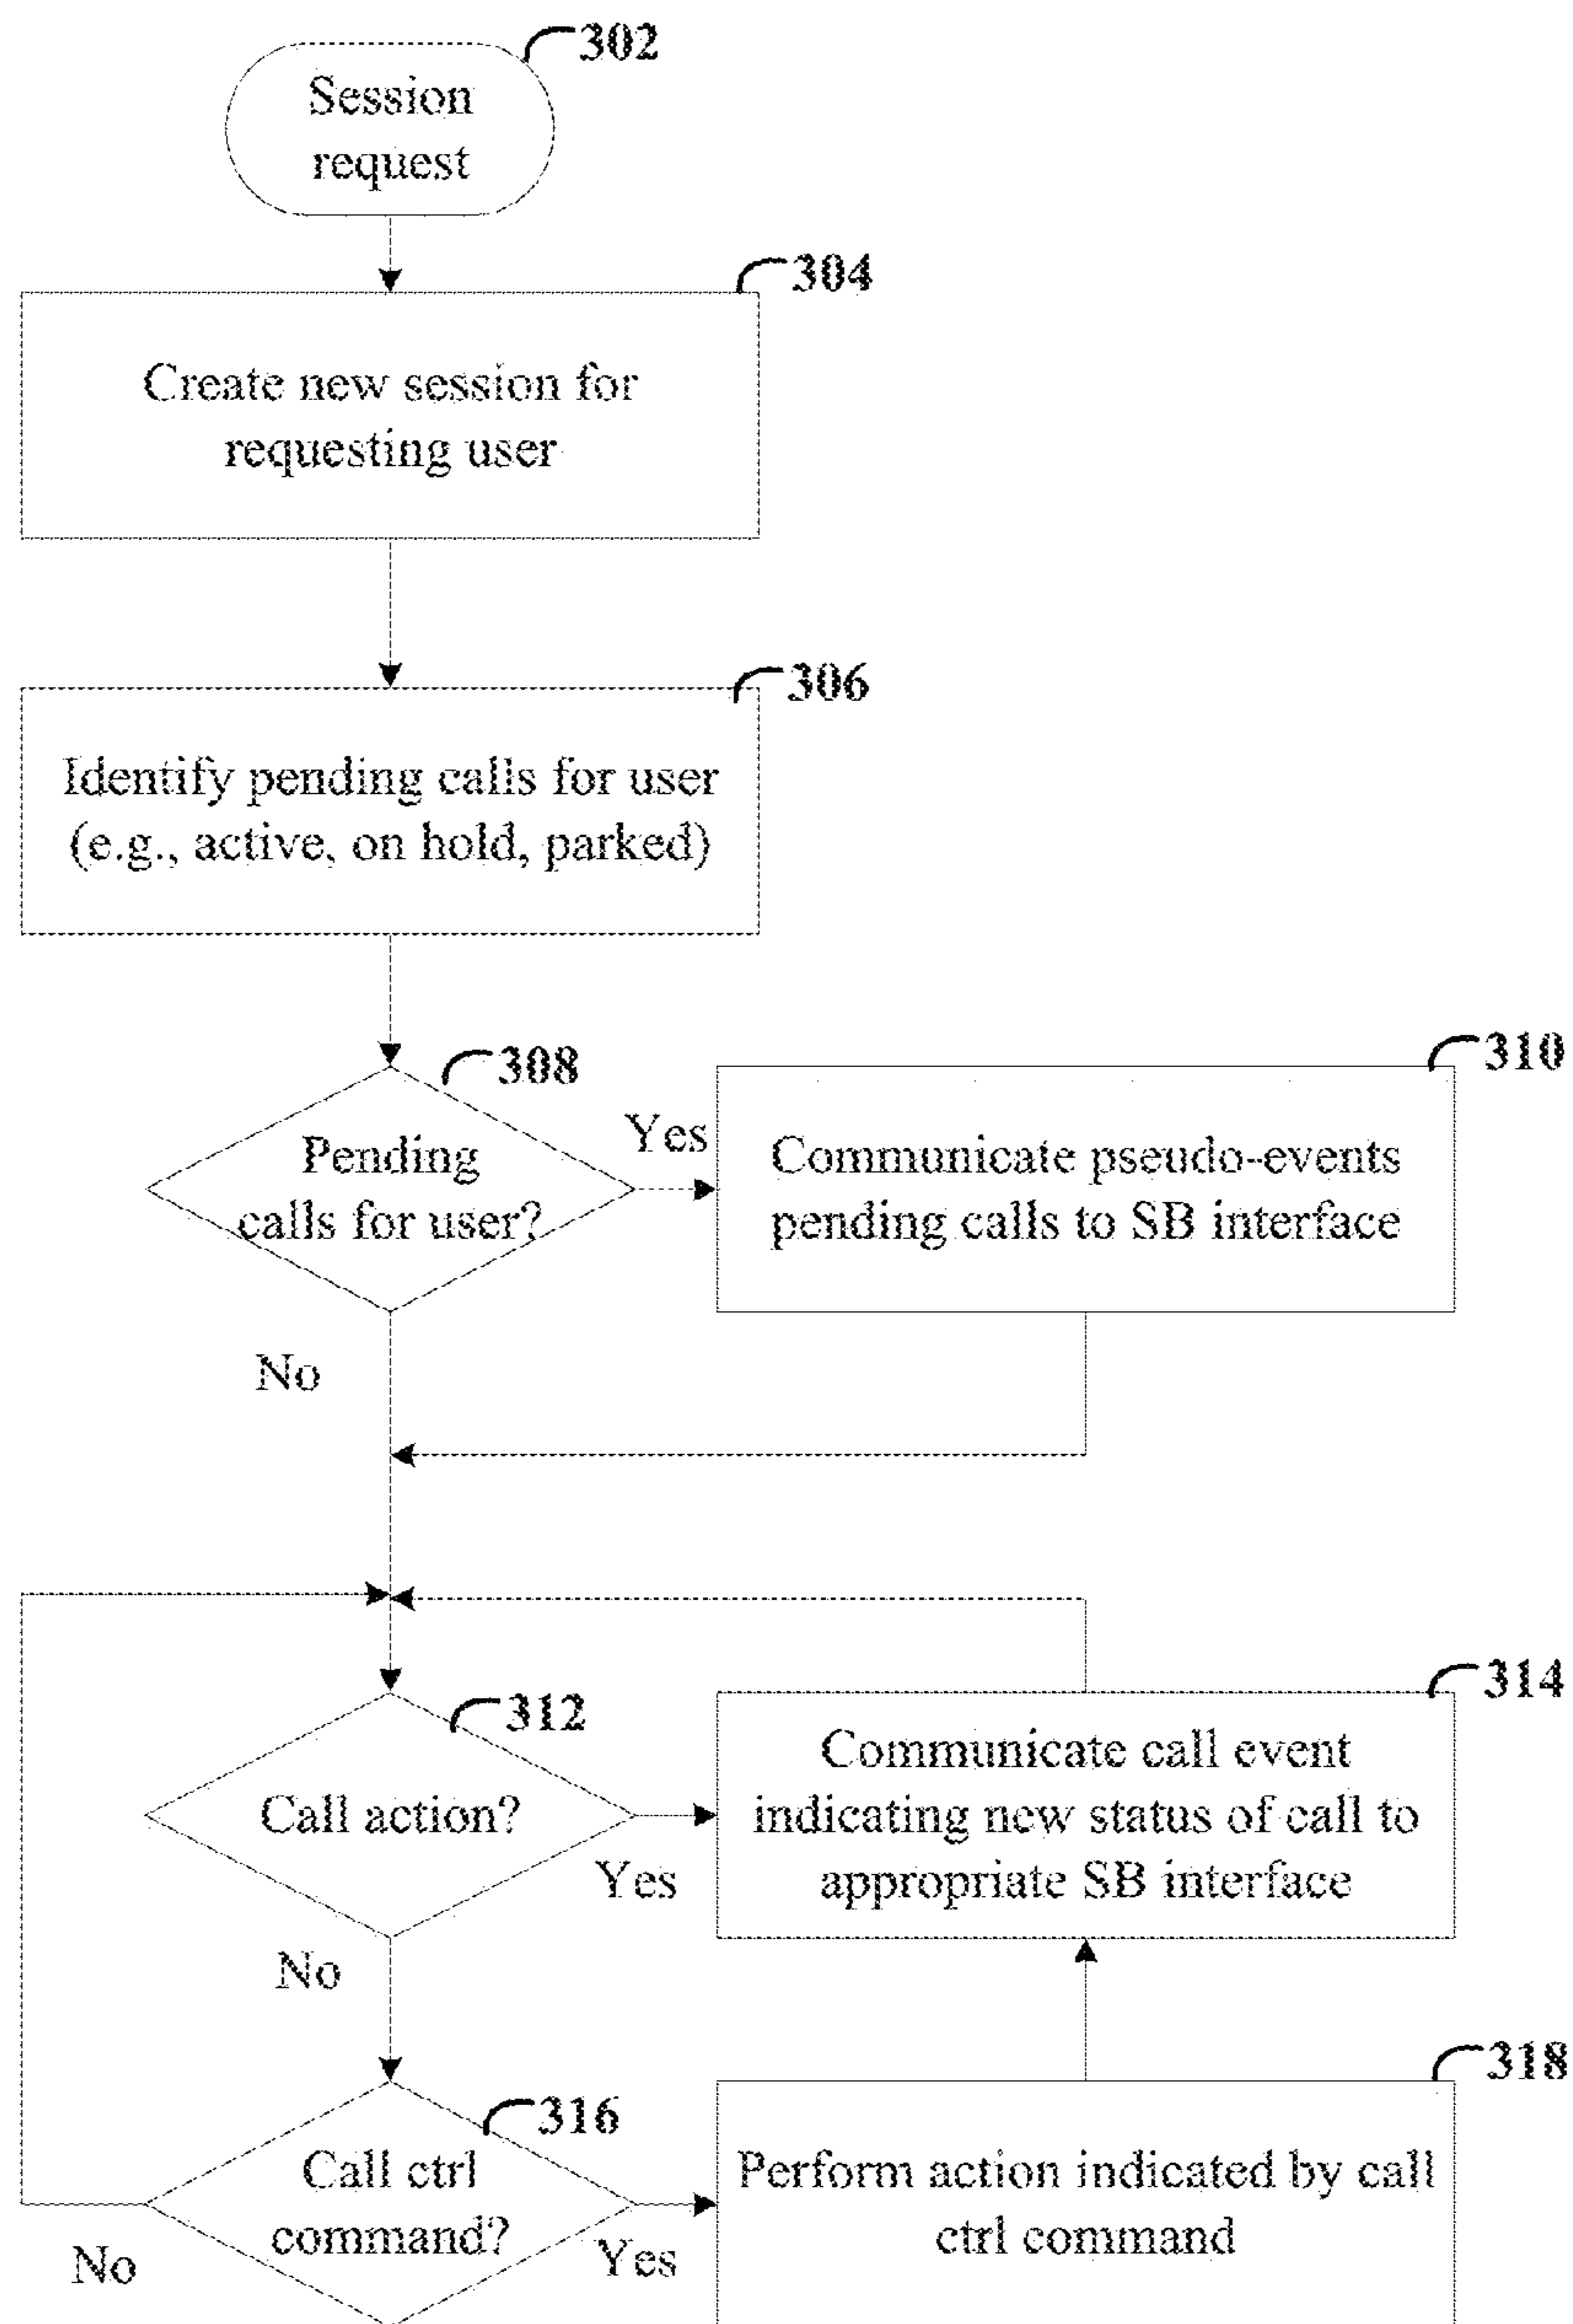 302
Session
request
304
Create new session for
requesting user
306
Identify pending calls for user
(e.g., active, on hold, parked)
308
Pending
calls for user?
Yes
310
Communicate pseudo-events
pending calls to SB interface
No
312
Call action?
Yes
314
Communicate call event
indicating new status of call to
appropriate SB interface
No
316
Call ctrl
command?
Yes
318
Perform action indicated by call
ctrl command
No